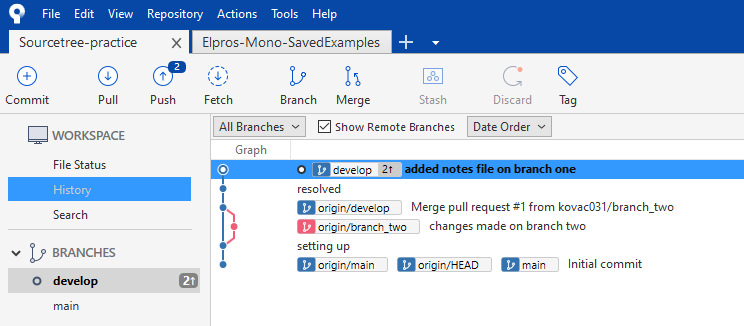 File Edit View Repository Actions Tools Help
Sourcetree-practice Elpros-Mono-SavedExamples
2
Commit Pull Push Fetch Branch Merge Stash Discard Tag
All Branches Show Remote Branches Date Order
Graph
WORKSPACE
File Status
History
Search
BRANCHES
develop 2
main
develop 2↑ added notes file on branch one
resolved
origin/develop Merge pull request #1 from kovac031/branch_two
origin/branch_two changes made on branch two
setting up
origin/main origin/HEAD main Initial commit